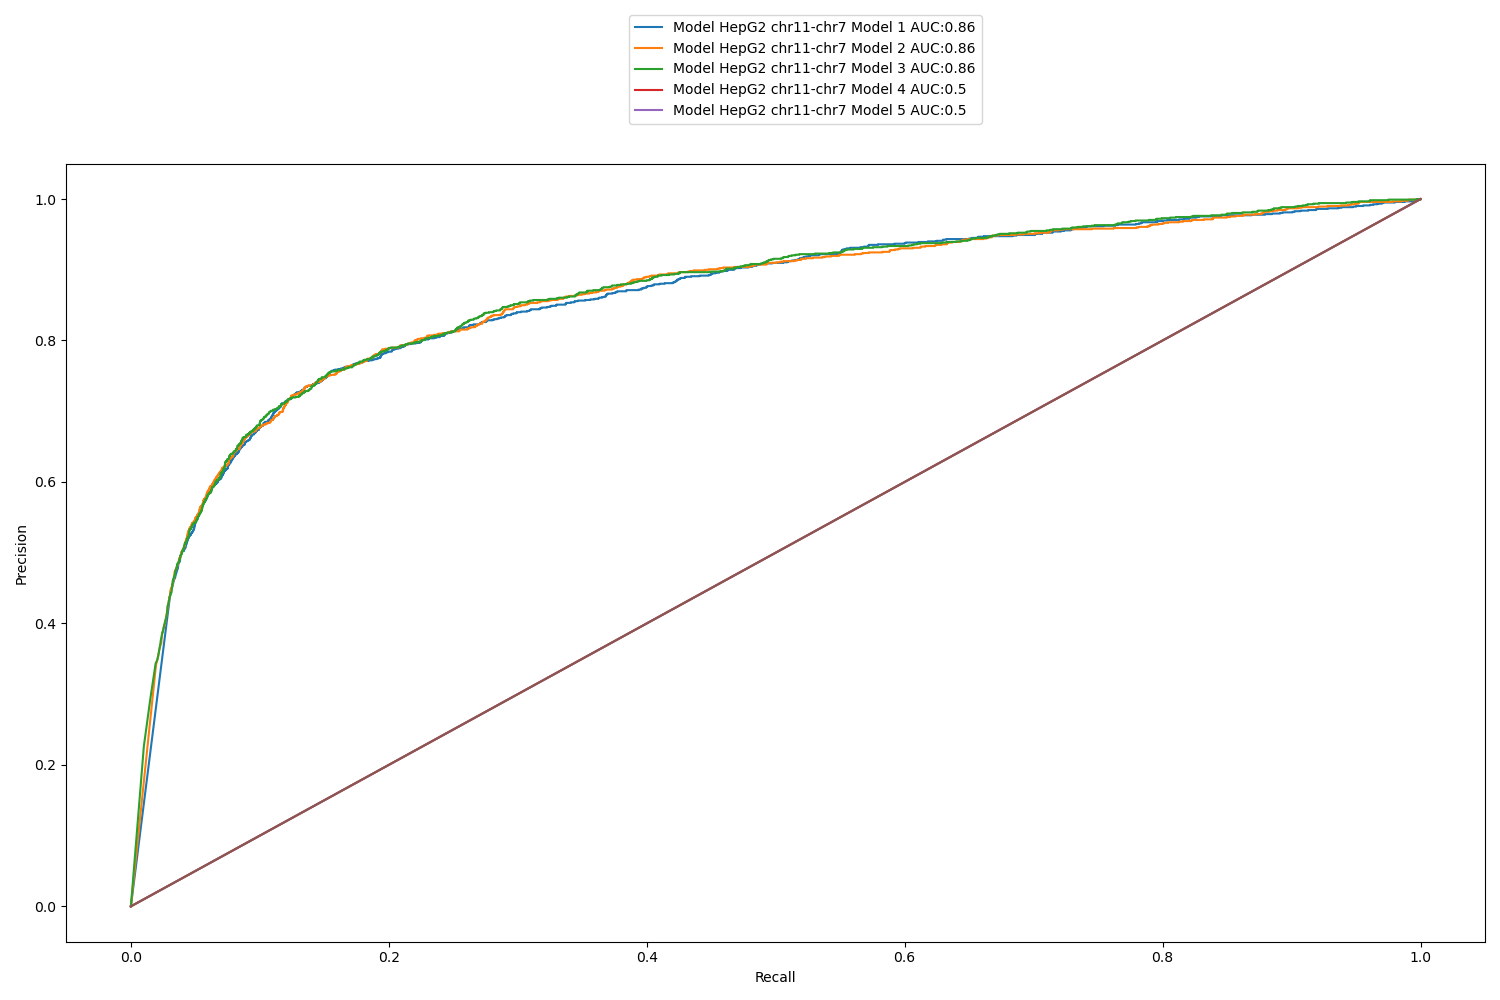 Model HepG2 chr11-chr7 Model 1 AUC:0.86
Model HepG2 chr11-chr7 Model 2 AUC:0.86
Model HepG2 chr11-chr7 Model 3 AUC:0.86
Model HepG2 chr11-chr7 Model 4 AUC:0.5
Model HepG2 chr11-chr7 Model 5 AUC:0.5
1.0
0.8
0.6
0.4
0.2
0.0
Precision
0.0 0.2 0.4 0.6 0.8 1.0
Recall